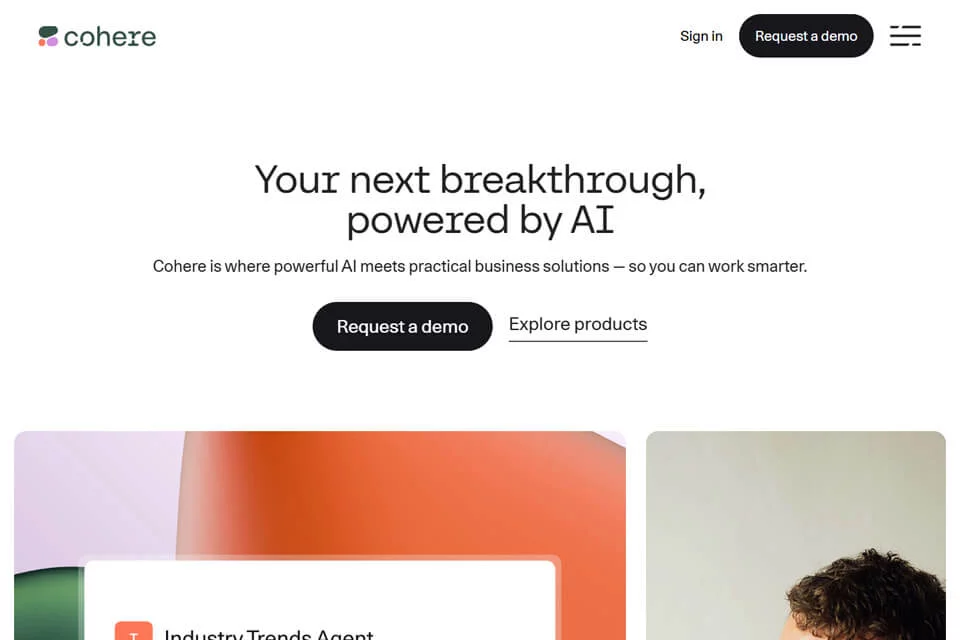 cohere
Sign in
Request a demo
Your next breakthrough,
powered by AI
Cohere is where powerful AI meets practical business solutions — so you can work smarter.
Request a demo
Explore products
T
Industry Trends Agent